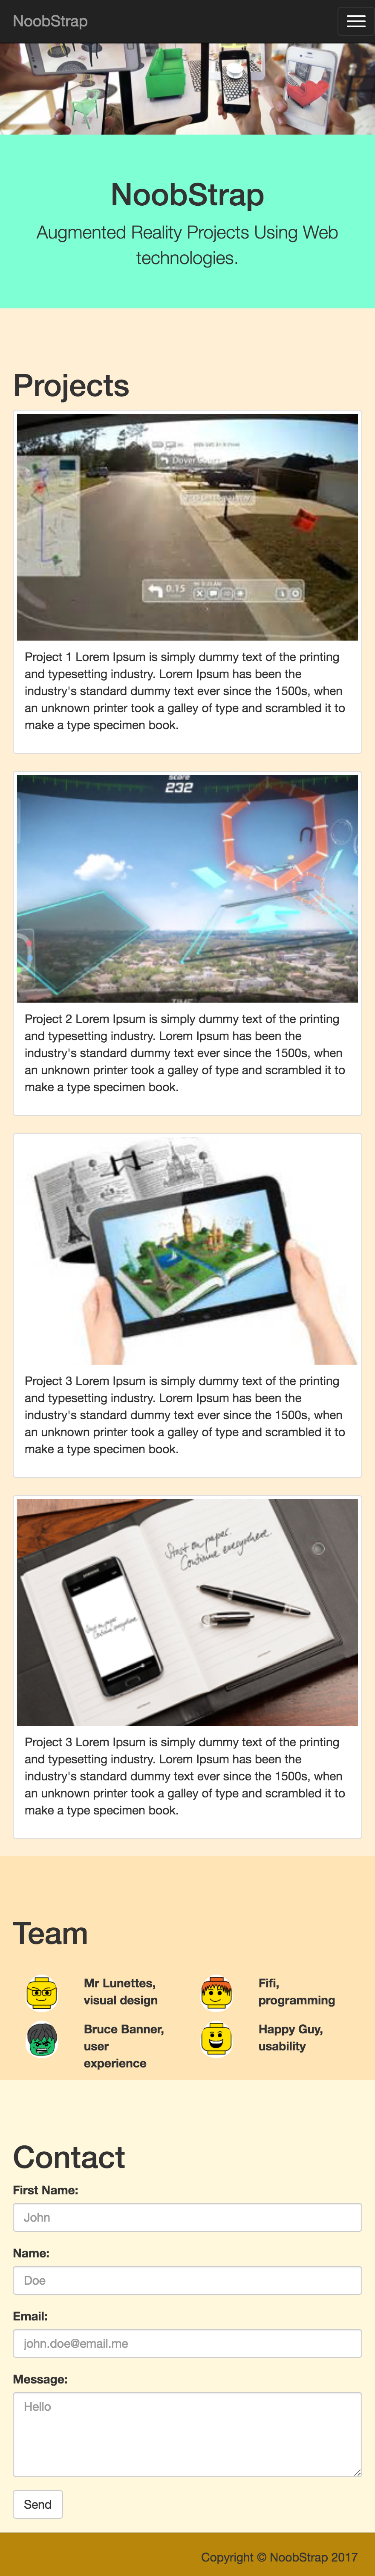 NoobStrap
NoobStrap
Augmented Reality Projects Using Web
technologies.
Projects
Dover
0.15
Project 1 Lorem Ipsum is simply dummy text of the printing
and typesetting industry. Lorem Ipsum has been the
industry's standard dummy text ever since the 1500s, when
an unknown printer took a galley of type and scrambled it to
make a type specimen book.
score
232
TIME
Project 2 Lorem Ipsum is simply dummy text of the printing
and typesetting industry. Lorem Ipsum has been the
industry's standard dummy text ever since the 1500s, when
an unknown printer took a galley of type and scrambled it to
make a type specimen book.
Project 3 Lorem Ipsum is simply dummy text of the printing
and typesetting industry. Lorem Ipsum has been the
industry's standard dummy text ever since the 1500s, when
an unknown printer took a galley of type and scrambled it to
make a type specimen book.
Start on paper.
Continue everywhere.
SAMSUNG
Start on paper.
Continue everywhere.
Project 3 Lorem Ipsum is simply dummy text of the printing
and typesetting industry. Lorem Ipsum has been the
industry's standard dummy text ever since the 1500s, when
an unknown printer took a galley of type and scrambled it to
make a type specimen book.
Team
Mr Lunettes,
visual design
Fifi,
programming
Bruce Banner,
user
experience
Happy Guy,
usability
Contact
First Name:
John
Name:
Doe
Email:
john.doe@email.me
Message:
Hello
Send
Copyright © NoobStrap 2017